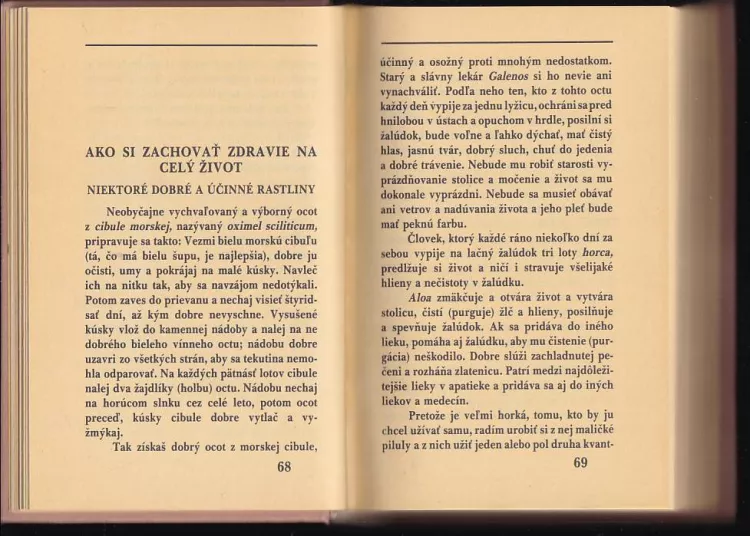 AKO SI ZACHOVAŤ ZDRAVIE NA
CELÝ ŽIVOT
NIEKTORÉ DOBRÉ A ÚČINNÉ RASTLINY
Neobyčajne vychvaľovaný a výborný ocot
z cibule morskej, nazývaný oximel sciliticum,
pripravuje sa takto: Vezmi bielu morskú cibuľu
(tá, čo má bielu šupu, je najlepšia), dobre ju
očisti, umy a pokrájaj na malé kúsky. Navleč
ich na nitku tak, aby sa navzájom nedotýkali.
Potom zaves do prievanu a nechaj visieť štyrid-
sať dní, až kým dobre nevyschne. Vysušené
kúsky vlož do kamennej nádoby a nalej na ne
dobrého bieleho vínneho octu; nádobu dobre
uzavri zo všetkých strán, aby sa tekutina nemo-
hla odparovať. Na každých pätnásť lotov cibule
nalej dva žajdlíky (holbu) octu. Nádobu nechaj
na horúcom slnku cez celé leto, potom ocot
preceď, kúsky cibule dobre vytlač a vy-
žmýkaj.
Tak získaš dobrý ocot z morskej cibule,
68
účinný a osožný proti mnohým nedostatkom.
Starý a slávny lekár Galenos si ho nevie ani
vynachváliť. Podľa neho ten, kto z tohto octu
každý deň vypije za jednu lyžicu, ochráni sa pred
hnilobou v ústach a opuchom v hrdle, posilní si
žalúdok, bude voľne a ľahko dýchať, mať čistý
hlas, jasnú tvár, dobrý sluch, chuť do jedenia
a dobré trávenie. Nebude mu robiť starosti vy-
prázdňovanie stolice a močenie a život sa mu
dokonale vyprázdni. Nebude sa musieť obávať
ani vetrov a nadúvania života a jeho pleť bude
mať peknú farbu.
Človek, ktorý každé ráno niekoľko dní za
sebou vypije na lačný žalúdok tri loty horca,
predlžuje si život a ničí i stravuje všelijaké
hlieny a nečistoty v žalúdku.
Aloa zmäkčuje a otvára život a vytvára
stolicu, čistí (purguje) žlč a hlieny, posilňuje
a spevňuje žalúdok. Ak sa pridáva do iného
lieku, pomáha aj žalúdku, aby mu čistenie (pur-
gácia) neškodilo. Dobre slúži zachladnutej pe-
čeni a rozháňa zlatenicu. Patrí medzi najdôleži-
tejšie lieky v apatieke a pridáva sa aj do iných
liekov a medecín.
Pretože je veľmi horká, tomu, kto by ju
chcel užívať samu, radím urobiť si z nej maličké
piluly a z nich užiť jeden alebo pol druha kvant-
69